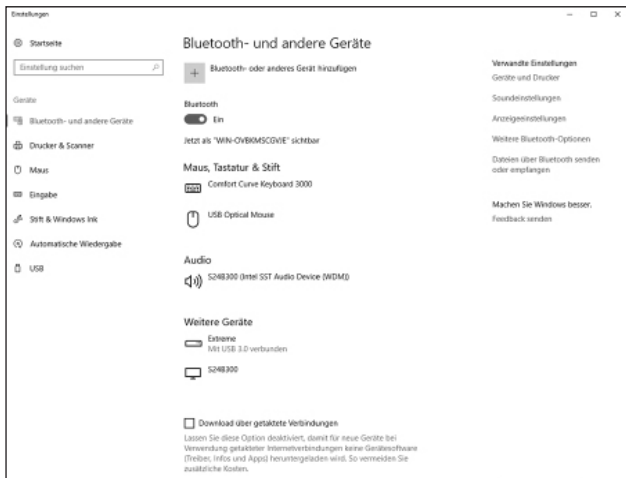 Einstellungen
Startseite
Einstellung suchen
Geräte
Bluetooth- und andere Geräte
Drucker & Scanner
Maus
Eingabe
Stift & Windows Ink
Automatische Wiedergabe
USB
Bluetooth- und andere Geräte
Bluetooth- oder anderes Gerät hinzufügen
Bluetooth
Ein
Jetzt als "WIN-OVBKMSCGVJE" sichtbar
Maus, Tastatur & Stift
Comfort Curve Keyboard 3000
USB Optical Mouse
Audio
S24B300 (Intel SST Audio Device (WDM))
Weitere Geräte
Extreme
Mit USB 3.0 verbunden
S24B300
Download über getaktete Verbindungen
Lassen Sie diese Option deaktiviert, damit für neue Geräte bei
Verwendung getakteter Internetverbindungen keine Gerätesoftware
(Treiber, Infos und Apps) heruntergeladen wird. So vermeiden Sie
zusätzliche Kosten.
Verwandte Einstellungen
Geräte und Drucker
Soundeinstellungen
Anzeigeeinstellungen
Weitere Bluetooth-Optionen
Dateien über Bluetooth senden
oder empfangen
Machen Sie Windows besser.
Feedback senden